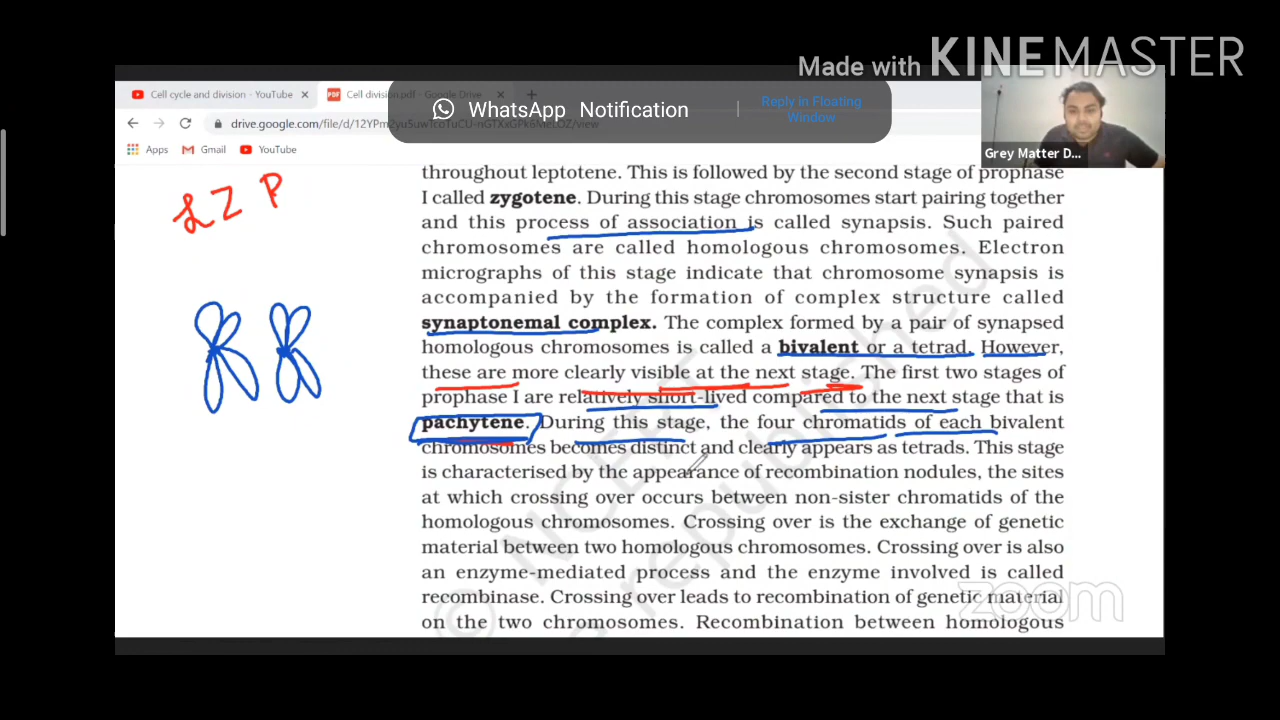 Made with KINEMASTER
Cell cycle and division - YouTube
Cell division.pdf - Google Drive
WhatsApp Notification
Reply in Floating
Window
Apps
Gmail
YouTube
Grey Matter D...
L Z P
throughout leptotene. This is followed by the second stage of prophase
I called zygotene. During this stage chromosomes start pairing together
and this process of association is called synapsis. Such paired
chromosomes are called homologous chromosomes. Electron
micrographs of this stage indicate that chromosome synapsis is
accompanied by the formation of complex structure called
synaptonemal complex. The complex formed by a pair of synapsed
homologous chromosomes is called a bivalent or a tetrad. However,
these are more clearly visible at the next stage. The first two stages of
prophase I are relatively short-lived compared to the next stage that is
pachytene. During this stage, the four chromatids of each bivalent
chromosomes becomes distinct and clearly appears as tetrads. This stage
is characterised by the appearance of recombination nodules, the sites
at which crossing over occurs between non-sister chromatids of the
homologous chromosomes. Crossing over is the exchange of genetic
material between two homologous chromosomes. Crossing over is also
an enzyme-mediated process and the enzyme involved is called
recombinase. Crossing over leads to recombination of genetic material
on the two chromosomes. Recombination between homologous
© NCERT
republished
zoom